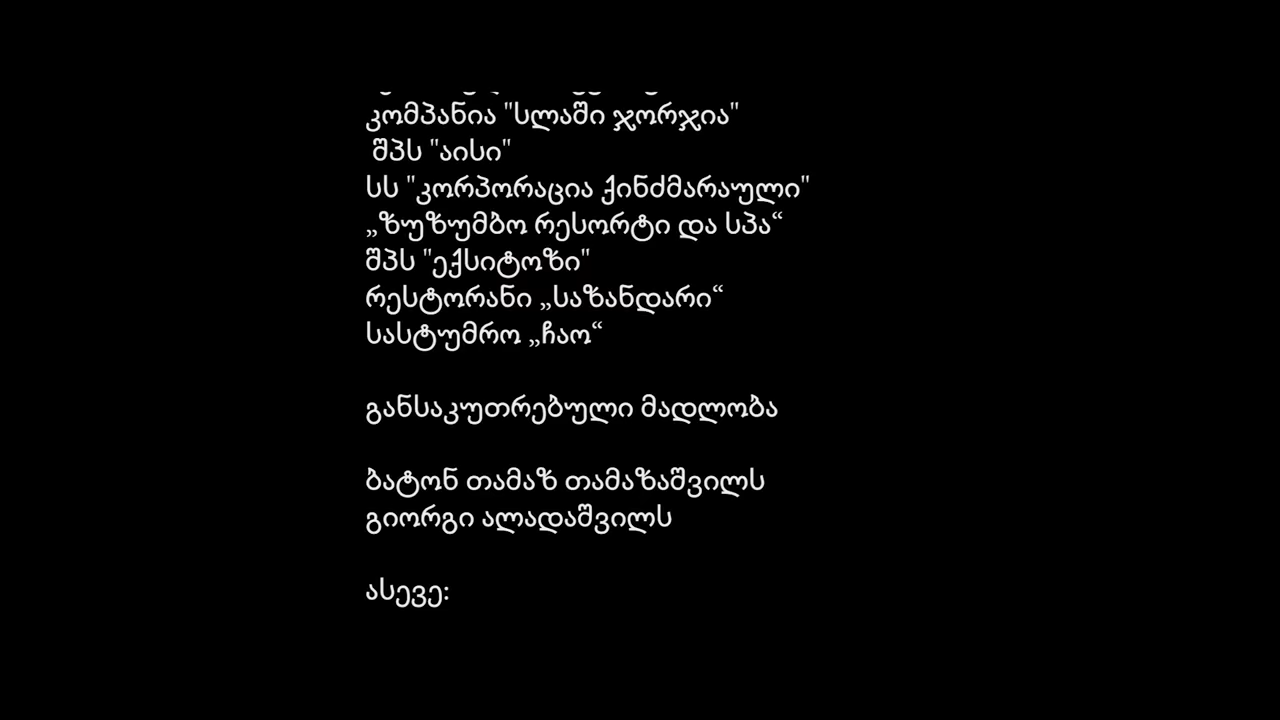 კომპანია "სლაში ჯორჯია"
შპს "აისი"
სს "კორპორაცია ქინძმარაული"
„ზუზუმბო რესორტი და სპა“
შპს "ექსიტოზი"
რესტორანი „საზანდარი“
სასტუმრო „ჩაო“
განსაკუთრებული მადლობა
ბატონ თამაზ თამაზაშვილს
გიორგი ალადაშვილს
ასევე: